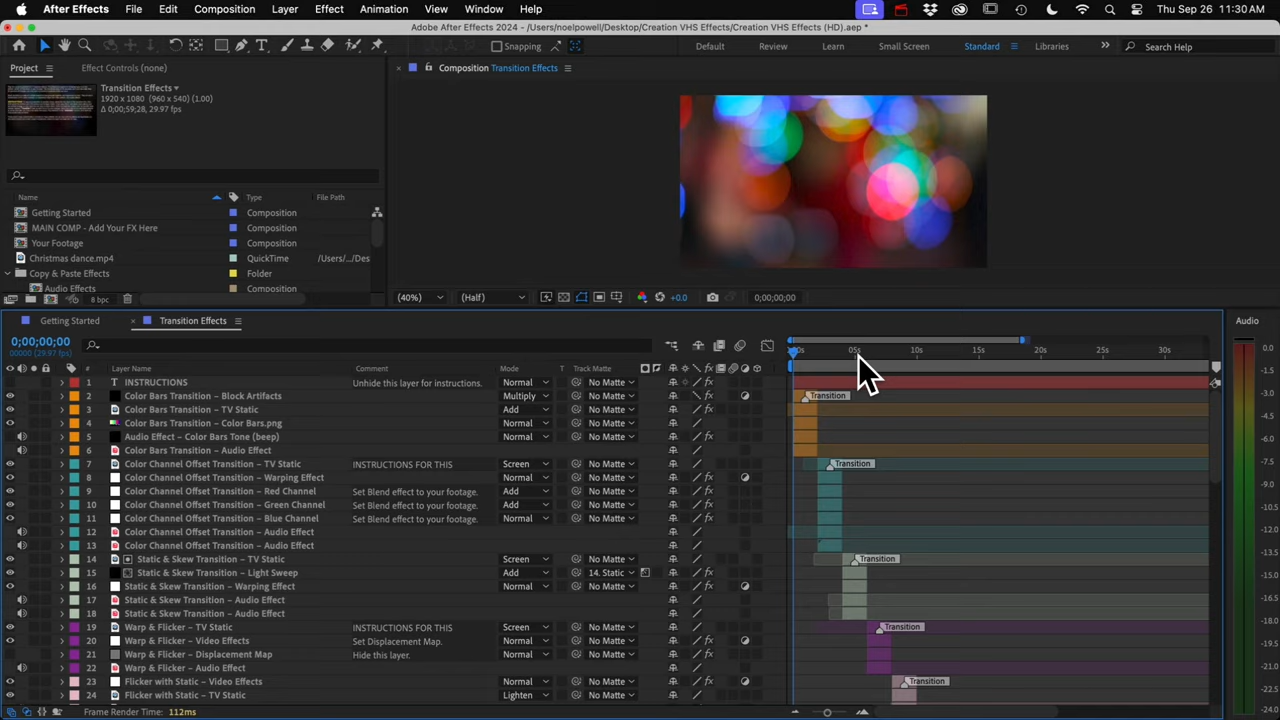 After Effects File Edit Composition Layer Effect Animation View Window Help Thu Sep 26 11:30 AM
Adobe After Effects 2024 - /Users/noelpowell/Desktop/Creation VHS Effects/Creation VHS Effects (HD).aep *
Snapping Default Review Learn Small Screen Standard Libraries Search Help
Project Effect Controls (none) Composition Transition Effects
Transition Effects
1920 x 1080 (960 x 540) (1.00)
Δ 0;00;59;28, 29.97 fps
Name Type File Path
Getting Started Composition
MAIN COMP - Add Your FX Here Composition
Your Footage Composition
Christmas dance.mp4 QuickTime /Users/.../Des
Copy & Paste Effects Folder
Audio Effects Composition
8 bpc (40%) (Half) +0.0 0;00;00;00
Getting Started Transition Effects Audio
0;00;00;00
00000 (29.97 fps)
:00s 05s 10s 15s 20s 25s 30s
# Layer Name Comment Mode T Track Matte
1 T INSTRUCTIONS Unhide this layer for instructions. Normal No Matte
2 Color Bars Transition – Block Artifacts Multiply No Matte Transition
3 Color Bars Transition – TV Static Add No Matte
4 Color Bars Transition – Color Bars.png Normal No Matte
5 Audio Effect – Color Bars Tone (beep) Normal No Matte
6 Color Bars Transition – Audio Effect
7 Color Channel Offset Transition – TV Static INSTRUCTIONS FOR THIS Screen No Matte Transition
8 Color Channel Offset Transition – Warping Effect Normal No Matte
9 Color Channel Offset Transition – Red Channel Set Blend effect to your footage. Add No Matte
10 Color Channel Offset Transition – Green Channel Set Blend effect to your footage. Add No Matte
11 Color Channel Offset Transition – Blue Channel Set Blend effect to your footage. Normal No Matte
12 Color Channel Offset Transition – Audio Effect
13 Color Channel Offset Transition – Audio Effect
14 Static & Skew Transition – TV Static Screen No Matte Transition
15 Static & Skew Transition – Light Sweep Add 14. Static
16 Static & Skew Transition – Warping Effect Normal No Matte
17 Static & Skew Transition – Audio Effect
18 Static & Skew Transition – Audio Effect
19 Warp & Flicker – TV Static INSTRUCTIONS FOR THIS Screen No Matte Transition
20 Warp & Flicker – Video Effects Set Displacement Map. Normal No Matte
21 Warp & Flicker – Displacement Map Hide this layer. Normal No Matte
22 Warp & Flicker – Audio Effect
23 Flicker with Static – Video Effects Normal No Matte Transition
24 Flicker with Static – TV Static Lighten No Matte
0.0
-1.5
-3.0
-4.5
-6.0
-7.5
-9.0
-10.5
-12.0
-13.5
-15.0
-16.5
-18.0
-19.5
-21.0
-22.5
-24.0
Frame Render Time: 112ms